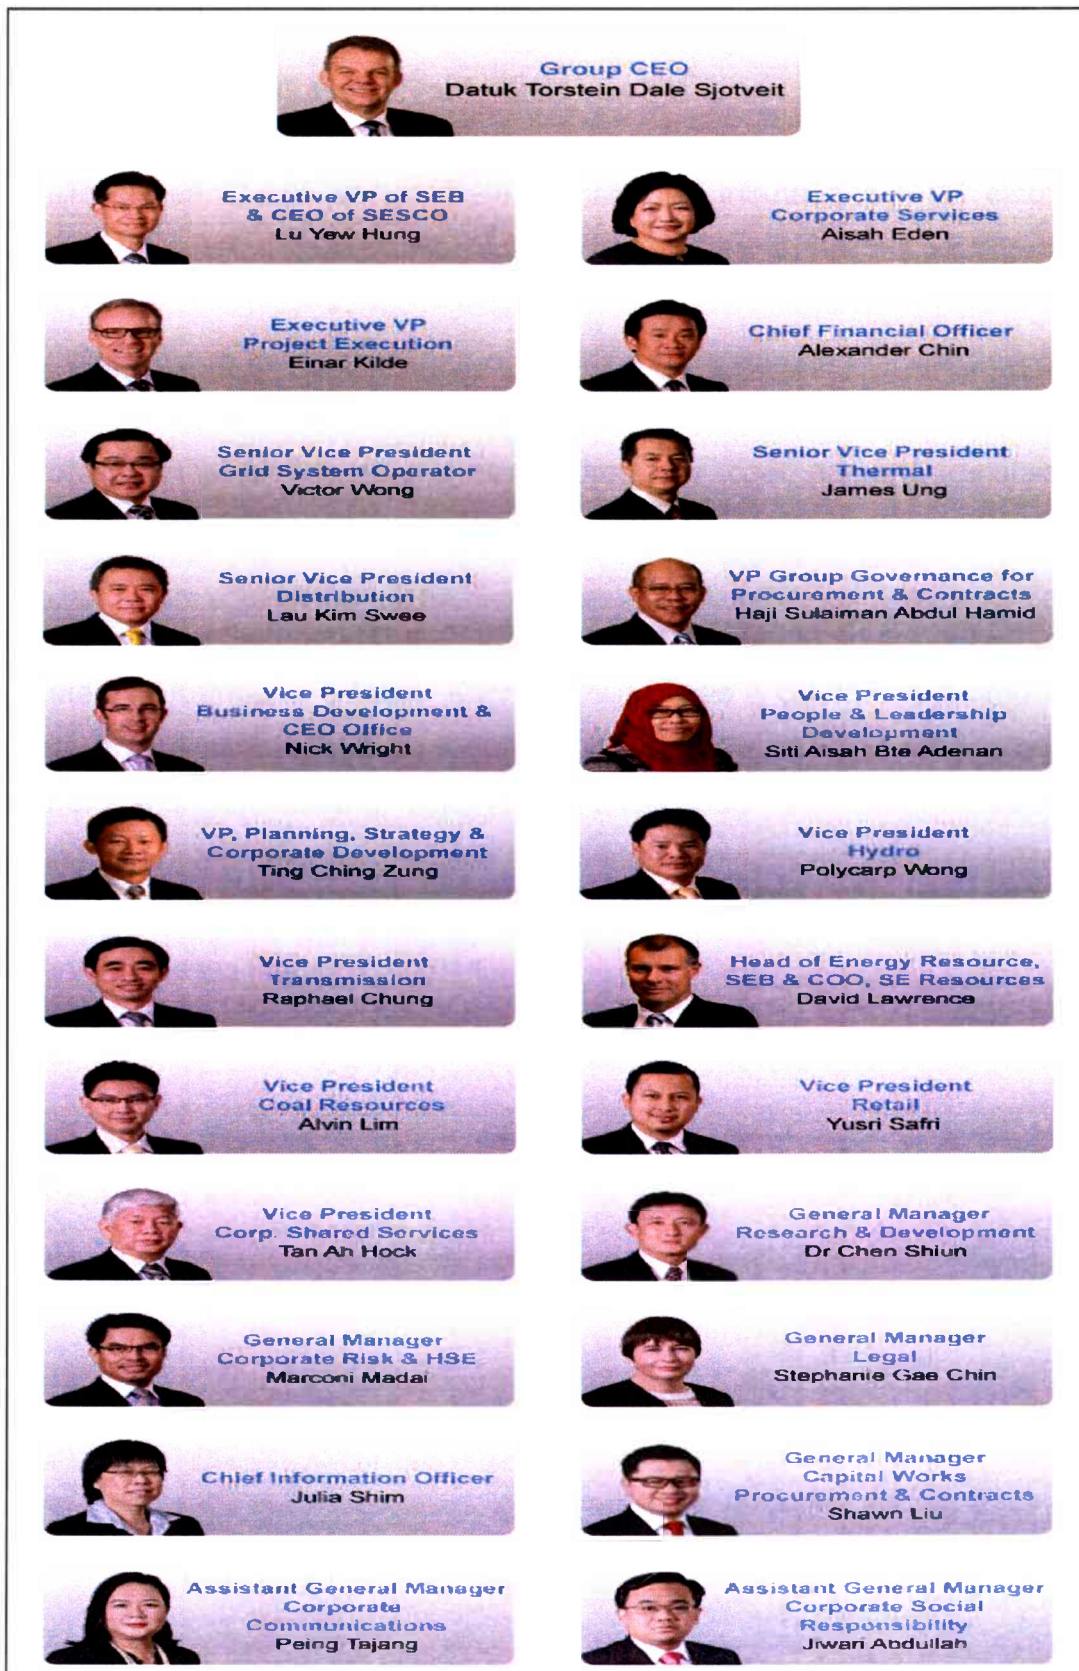 Group CEO
Datuk Torstein Dale Sjotveit
Executive VP of SEB
& CEO of SESCO
Lu Yew Hung
Executive VP
Corporate Services
Aisah Eden
Executive VP
Project Execution
Einar Kilde
Chief Financial Officer
Alexander Chin
Senior Vice President
Grid System Operator
Victor Wong
Senior Vice President
Thermal
James Ung
Senior Vice President
Distribution
Lau Kim Swee
VP Group Governance for
Procurement & Contracts
Haji Sulaiman Abdul Hamid
Vice President
Business Development &
CEO Office
Nick Wright
Vice President
People & Leadership
Development
Siti Aisah Bte Adenan
VP, Planning, Strategy &
Corporate Development
Ting Ching Zung
Vice President
Hydro
Polycarp Wong
Vice President
Transmission
Raphael Chung
Head of Energy Resource,
SEB & COO, SE Resources
David Lawrence
Vice President
Coal Resources
Alvin Lim
Vice President
Retail
Yusri Safri
Vice President
Corp. Shared Services
Tan Ah Hock
General Manager
Research & Development
Dr Chen Shiun
General Manager
Corporate Risk & HSE
Marconi Madai
General Manager
Legal
Stephanie Gae Chin
Chief Information Officer
Julia Shim
General Manager
Capital Works
Procurement & Contracts
Shawn Liu
Assistant General Manager
Corporate
Communications
Peing Tajang
Assistant General Manager
Corporate Social
Responsibility
Jiwari Abdullah